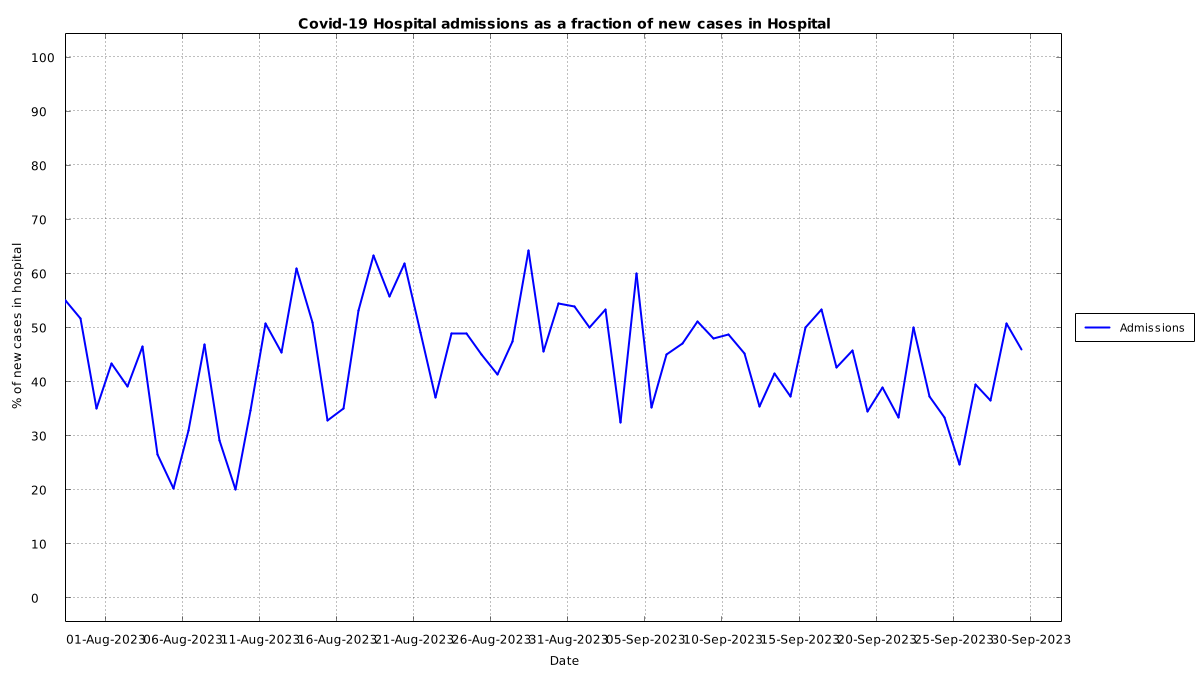 Covid-19 Hospital admissions as a fraction of new cases in Hospital
100
90
80
70
60
50
40
30
20
10
0
% of new cases in hospital
01-Aug-2023 06-Aug-2023 11-Aug-2023 16-Aug-2023 21-Aug-2023 26-Aug-2023 31-Aug-2023 05-Sep-2023 10-Sep-2023 15-Sep-2023 20-Sep-2023 25-Sep-2023 30-Sep-2023
Date
Admissions